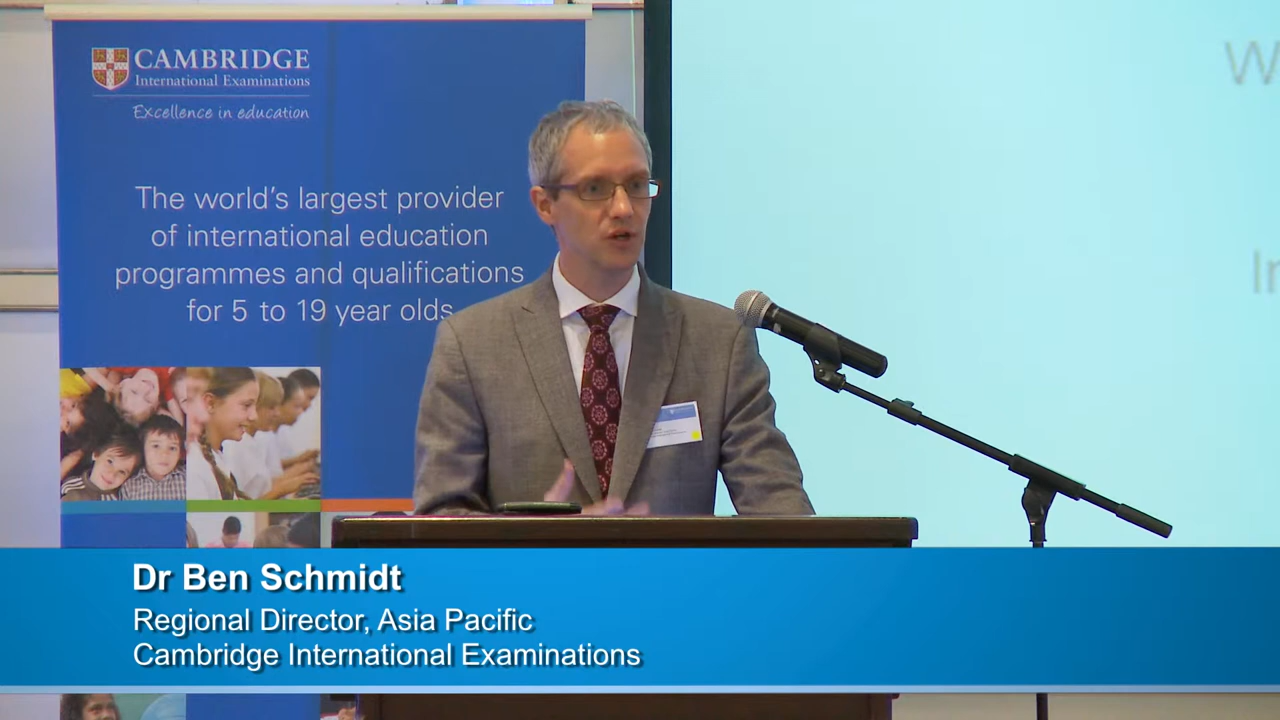 CAMBRIDGE
International Examinations
Excellence in education
The world's largest provider
of international education
programmes and qualifications
for 5 to 19 year olds
W
Dr Ben Schmidt
Regional Director, Asia Pacific
Cambridge International Examinations